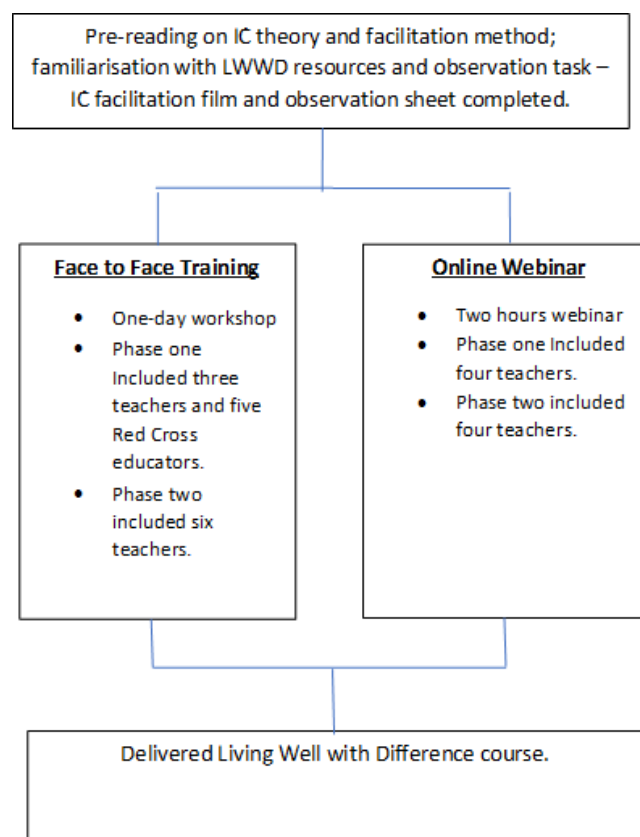 Pre-reading on IC theory and facilitation method;
familiarisation with LWWD resources and observation task –
IC facilitation film and observation sheet completed.
Face to Face Training
• One-day workshop
• Phase one
Included three
teachers and five
Red Cross
educators.
• Phase two
included six
teachers.
Online Webinar
• Two hours webinar
• Phase one Included
four teachers.
• Phase two included
four teachers.
Delivered Living Well with Difference course.